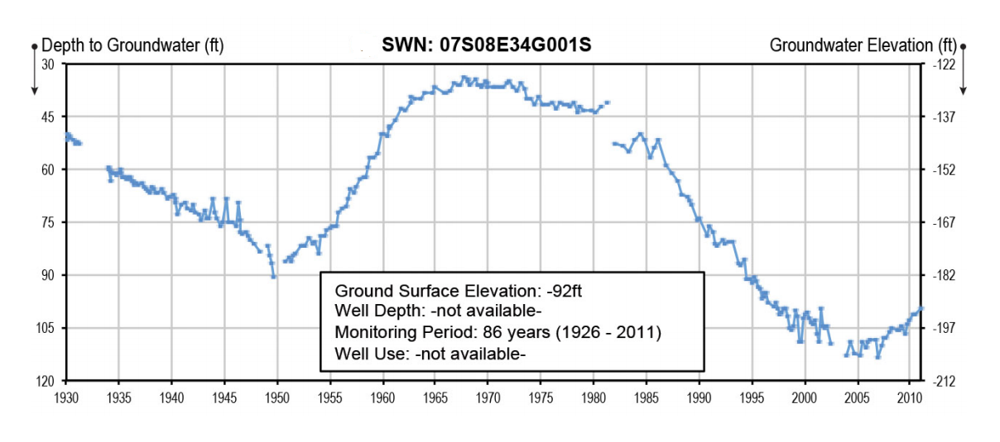 Depth to Groundwater (ft)
SWN: 07S08E34G001S
Groundwater Elevation (ft)
30
45
60
75
90
105
120
-122
-137
-152
-167
-182
-197
-212
Ground Surface Elevation: -92ft
Well Depth: -not available-
Monitoring Period: 86 years (1926 - 2011)
Well Use: -not available-
1930 1935 1940 1945 1950 1955 1960 1965 1970 1975 1980 1985 1990 1995 2000 2005 2010